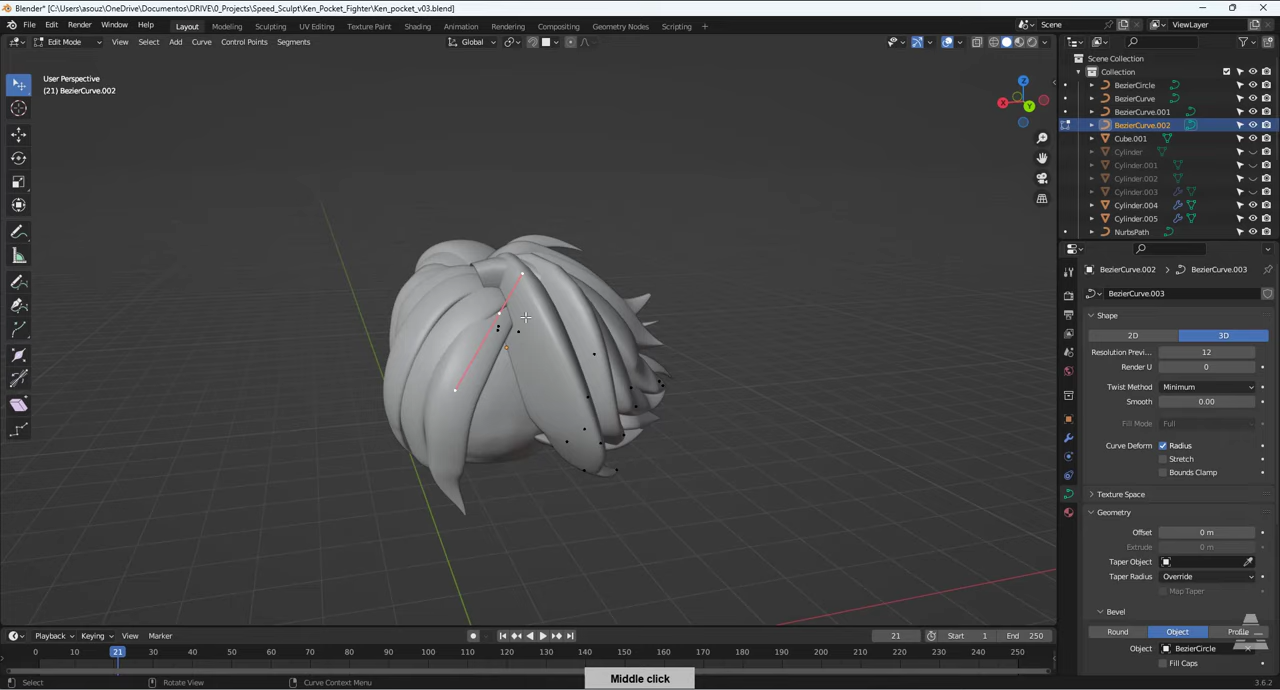 Blender* [C:\Users\asouz\OneDrive\Documentos\DRIVE\0_Projects\Speed_Sculpt\Ken_Pocket_Fighter\Ken_pocket_v03.blend]
File Edit Render Window Help Layout Modeling Sculpting UV Editing Texture Paint Shading Animation Rendering Compositing Geometry Nodes Scripting + Scene ViewLayer
Edit Mode View Select Add Curve Control Points Segments Global
User Perspective
(21) BezierCurve.002
Z
X
Y
Scene Collection
Collection
BezierCircle
BezierCurve
BezierCurve.001
BezierCurve.002
Cube.001
Cylinder
Cylinder.001
Cylinder.002
Cylinder.003
Cylinder.004
Cylinder.005
NurbsPath
BezierCurve.002 > BezierCurve.003
BezierCurve.003
Shape
2D 3D
Resolution Previ... 12
Render U 0
Twist Method Minimum
Smooth 0.00
Fill Mode Full
Curve Deform Radius
Stretch
Bounds Clamp
Texture Space
Geometry
Offset 0 m
Extrude 0 m
Taper Object
Taper Radius Override
Map Taper
Bevel
Round Object Profile
Object BezierCircle
Fill Caps
Playback Keying View Marker 21 Start 1 End 250
0 10 21 30 40 50 60 70 80 90 100 110 120 130 140 150 160 170 180 190 200 210 220 230 240 250
Middle click
Select Rotate View Curve Context Menu 3.6.2